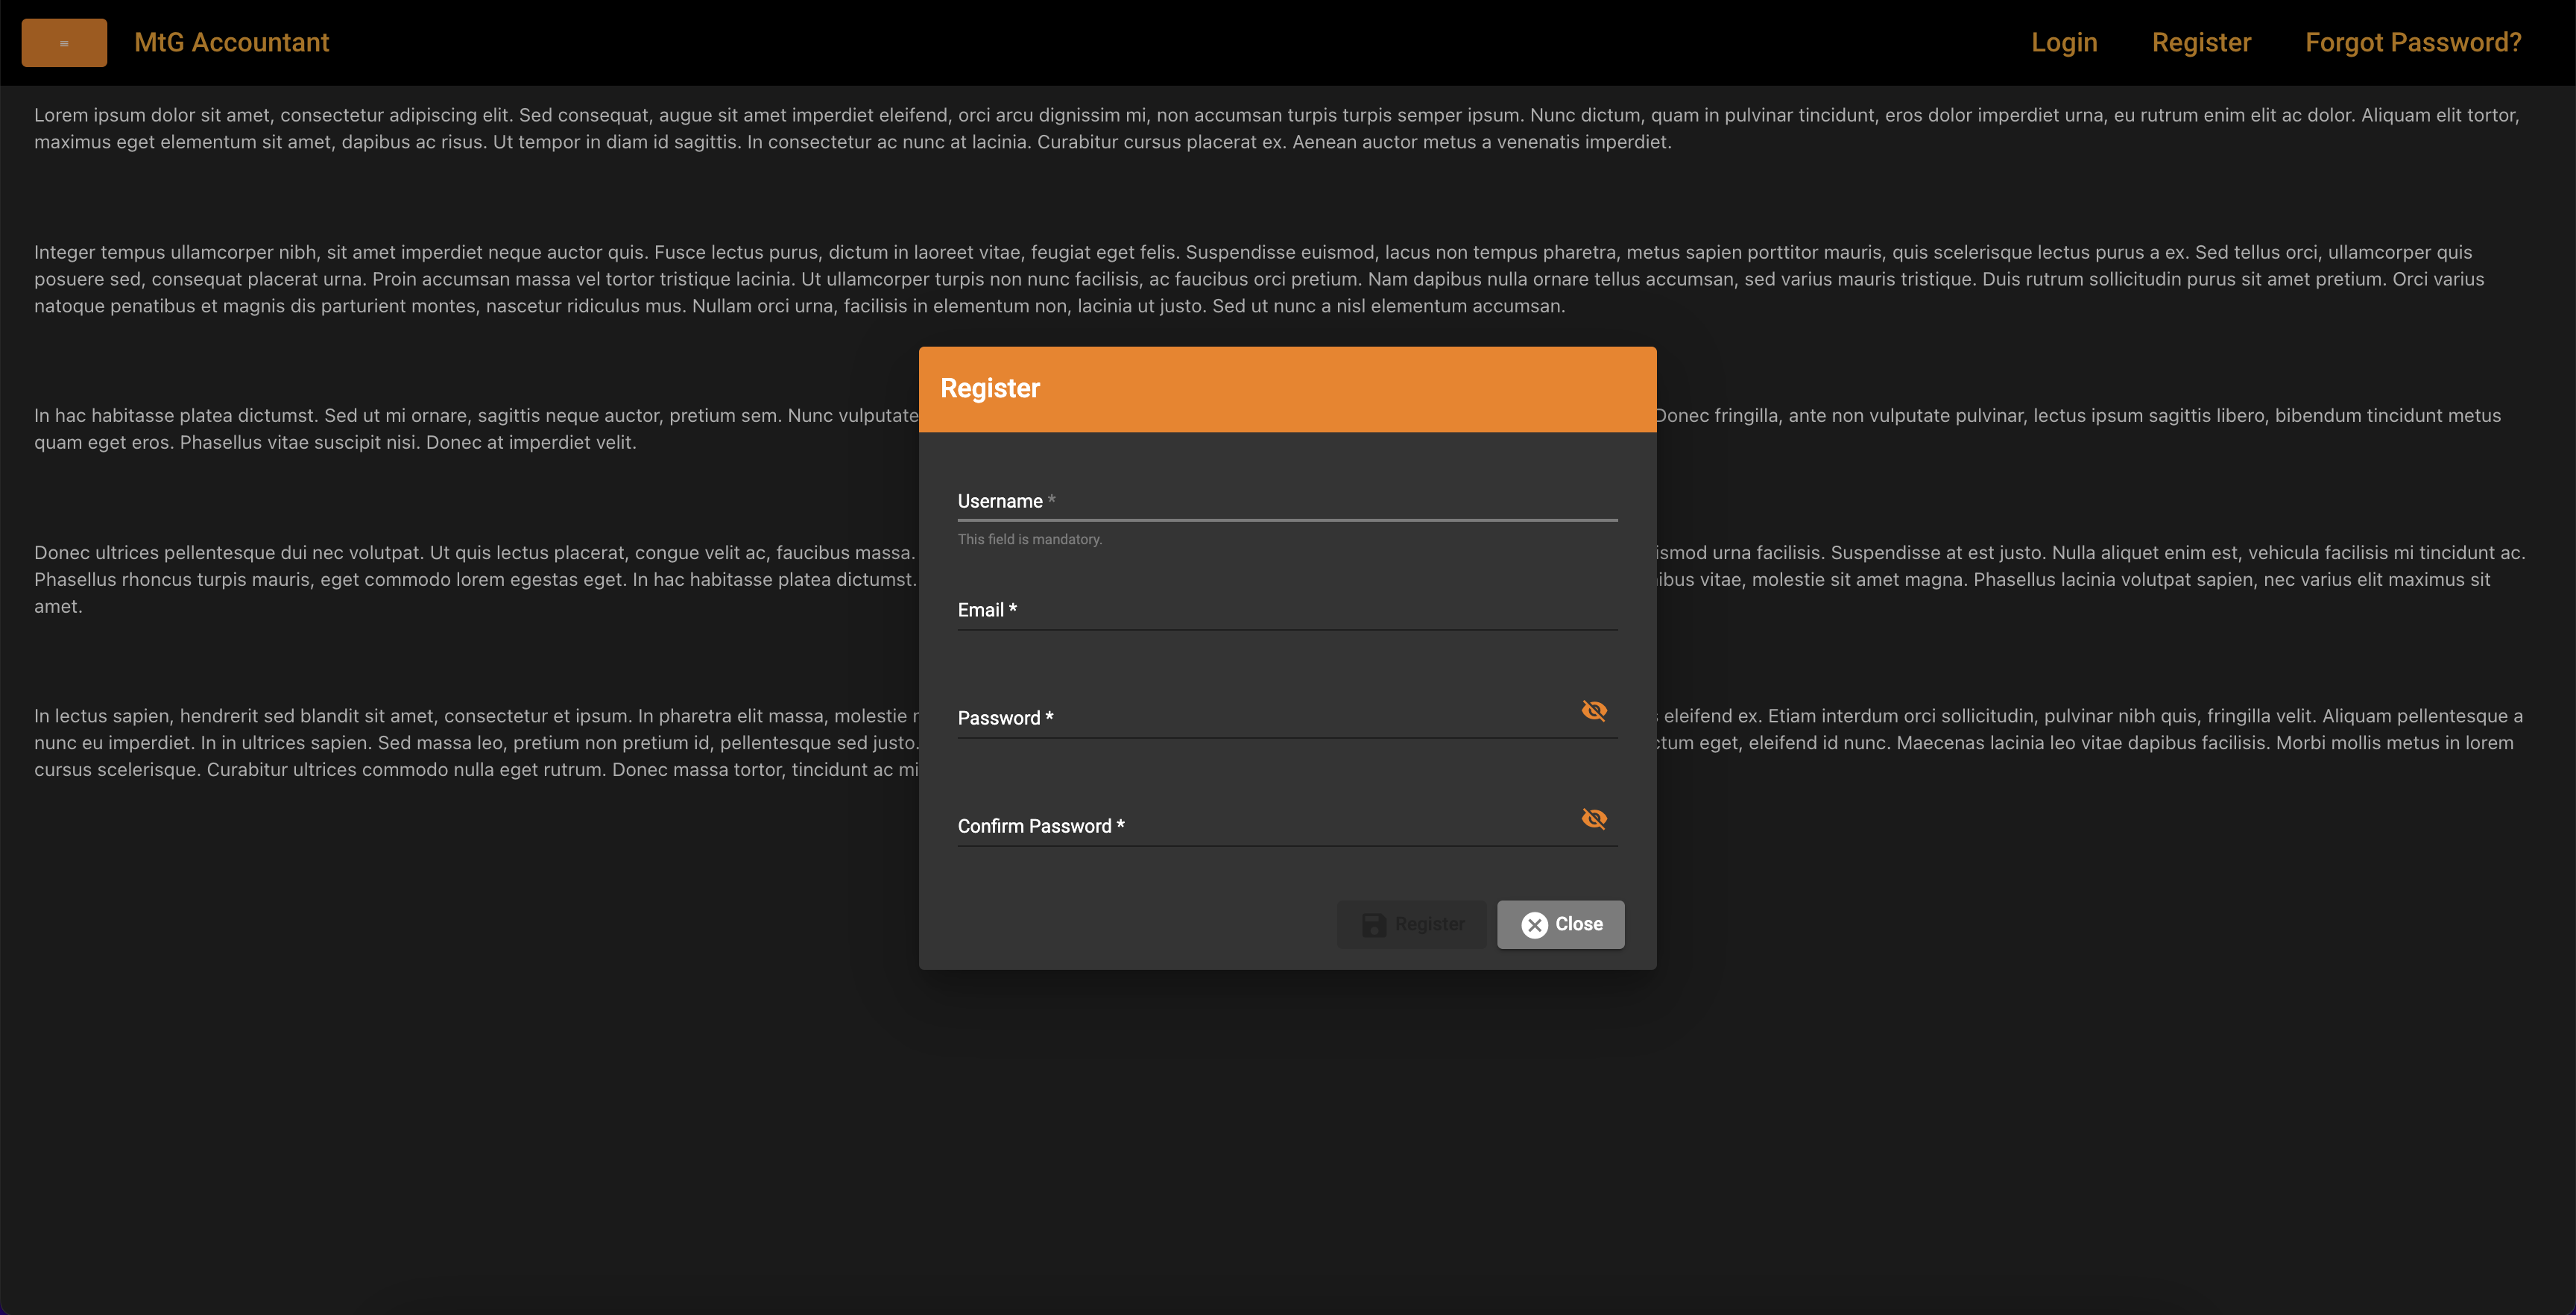 MtG Accountant
Login
Register
Forgot Password?
Lorem ipsum dolor sit amet, consectetur adipiscing elit. Sed consequat, augue sit amet imperdiet eleifend, orci arcu dignissim mi, non accumsan turpis turpis semper ipsum. Nunc dictum, quam in pulvinar tincidunt, eros dolor imperdiet urna, eu rutrum enim elit ac dolor. Aliquam elit tortor,
maximus eget elementum sit amet, dapibus ac risus. Ut tempor in diam id sagittis. In consectetur ac nunc at lacinia. Curabitur cursus placerat ex. Aenean auctor metus a venenatis imperdiet.
Integer tempus ullamcorper nibh, sit amet imperdiet neque auctor quis. Fusce lectus purus, dictum in laoreet vitae, feugiat eget felis. Suspendisse euismod, lacus non tempus pharetra, metus sapien porttitor mauris, quis scelerisque lectus purus a ex. Sed tellus orci, ullamcorper quis
posuere sed, consequat placerat urna. Proin accumsan massa vel tortor tristique lacinia. Ut ullamcorper turpis non nunc facilisis, ac faucibus orci pretium. Nam dapibus nulla ornare tellus accumsan, sed varius mauris tristique. Duis rutrum sollicitudin purus sit amet pretium. Orci varius
natoque penatibus et magnis dis parturient montes, nascetur ridiculus mus. Nullam orci urna, facilisis in elementum non, lacinia ut justo. Sed ut nunc a nisl elementum accumsan.
In hac habitasse platea dictumst. Sed ut mi ornare, sagittis neque auctor, pretium sem. Nunc vulputate
Donec fringilla, ante non vulputate pulvinar, lectus ipsum sagittis libero, bibendum tincidunt metus
quam eget eros. Phasellus vitae suscipit nisi. Donec at imperdiet velit.
Donec ultrices pellentesque dui nec volutpat. Ut quis lectus placerat, congue velit ac, faucibus massa.
urna facilisis. Suspendisse at est justo. Nulla aliquet enim est, vehicula facilisis mi tincidunt ac.
Phasellus rhoncus turpis mauris, eget commodo lorem egestas eget. In hac habitasse platea dictumst.
vitae, molestie sit amet magna. Phasellus lacinia volutpat sapien, nec varius elit maximus sit
amet.
In lectus sapien, hendrerit sed blandit sit amet, consectetur et ipsum. In pharetra elit massa, molestie
eleifend ex. Etiam interdum orci sollicitudin, pulvinar nibh quis, fringilla velit. Aliquam pellentesque a
nunc eu imperdiet. In in ultrices sapien. Sed massa leo, pretium non pretium id, pellentesque sed justo.
eget, eleifend id nunc. Maecenas lacinia leo vitae dapibus facilisis. Morbi mollis metus in lorem
cursus scelerisque. Curabitur ultrices commodo nulla eget rutrum. Donec massa tortor, tincidunt ac mi
Register
Username *
This field is mandatory.
Email *
Password *
Confirm Password *
Register
Close